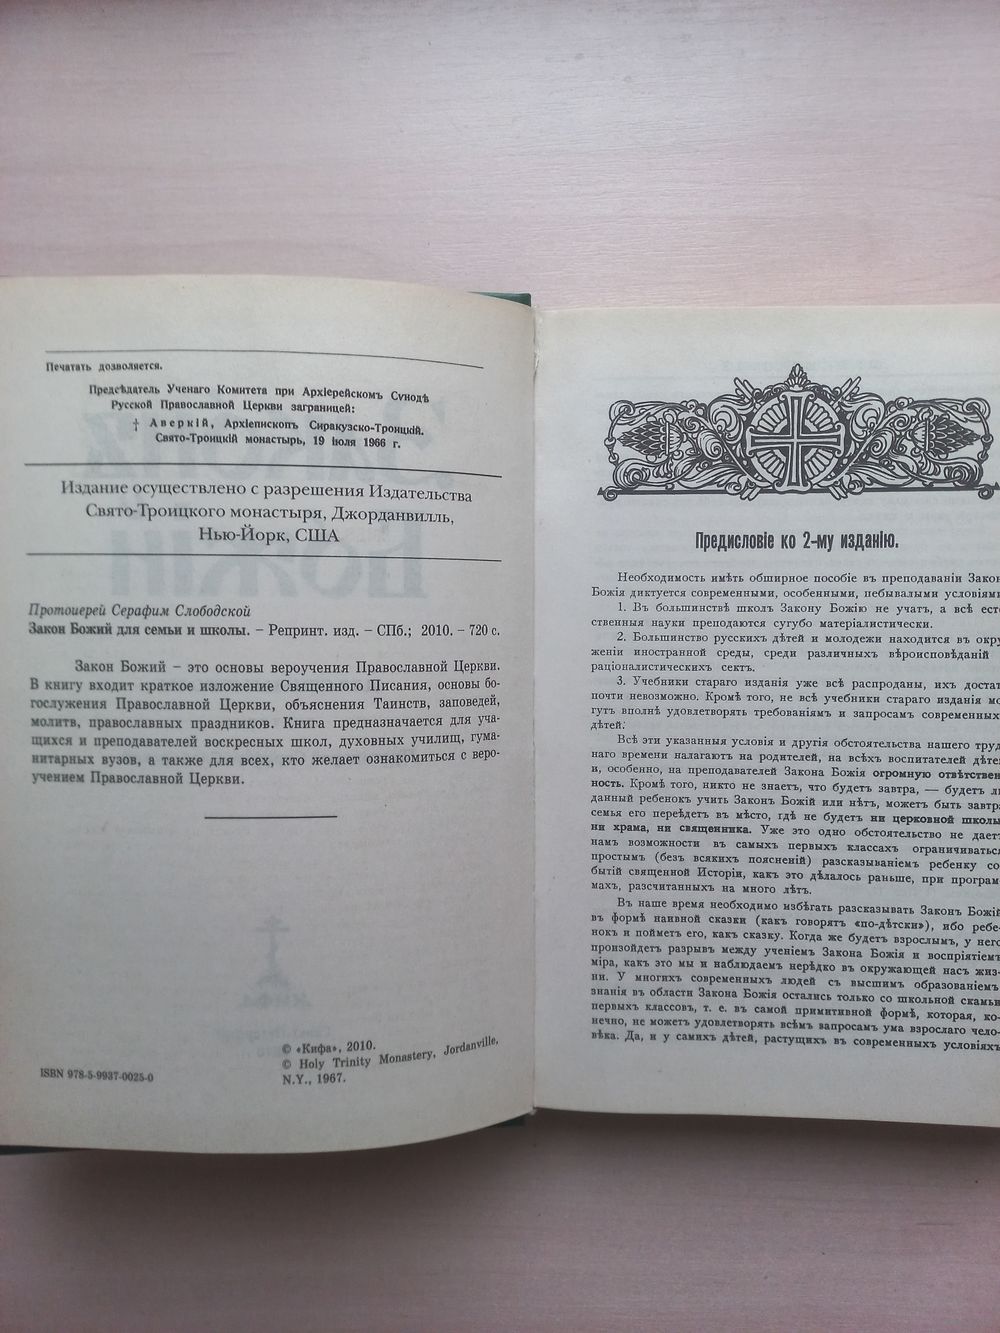 Печатать дозволяется.
Предсѣдатель Ученаго Комитета при Архіерейскомъ Сѵнодѣ
Русской Православной Церкви заграницей:
† Аверкій, Архіепископъ Сиракузско-Троицкій.
Свято-Троицкій монастырь, 19 іюля 1966 г.
Издание осуществлено с разрешения Издательства
Свято-Троицкого монастыря, Джорданвилль,
Нью-Йорк, США
Протоиерей Серафим Слободской
Закон Божий для семьи и школы. – Репринт. изд. – СПб.; 2010. – 720 с.
Закон Божий – это основы вероучения Православной Церкви.
В книгу входит краткое изложение Священного Писания, основы бо-
гослужения Православной Церкви, объяснения Таинств, заповедей,
молитв, православных праздников. Книга предназначается для уча-
щихся и преподавателей воскресных школ, духовных училищ, гума-
нитарных вузов, а также для всех, кто желает ознакомиться с веро-
учением Православной Церкви.
© «Кифа», 2010.
© Holy Trinity Monastery, Jordanville,
N.Y., 1967.
ISBN 978-5-9937-0025-0
Предисловіе ко 2-му изданію.
Необходимость имѣть обширное пособіе въ преподаваніи Закон
Божія диктуется современными, особенными, небывалыми условіями
1. Въ большинствѣ школъ Закону Божію не учатъ, а всѣ есте
ственныя науки преподаются сугубо матеріалистически.
2. Большинство русскихъ дѣтей и молодежи находится въ окру
женіи иностранной среды, среди различныхъ вѣроисповѣданій
раціоналистическихъ сектъ.
3. Учебники стараго изданія уже всѣ распроданы, ихъ достат
почти невозможно. Кромѣ того, не всѣ учебники стараго изданія мо
гутъ вполнѣ удовлетворять требованіямъ и запросамъ современныхъ
дѣтей.
Всѣ эти указанныя условія и другія обстоятельства нашего труд
наго времени налагаютъ на родителей, на всѣхъ воспитателей дѣтей
и, особенно, на преподавателей Закона Божія огромную отвѣтствен
ность. Кромѣ того, никто не знаетъ, что будетъ завтра, — будетъ ли
данный ребенокъ учить Законъ Божій или нѣтъ, можетъ быть завтра
семья его переѣдетъ въ мѣсто, гдѣ не будетъ ни церковной школы
ни храма, ни священника. Уже это одно обстоятельство не даетъ
намъ возможности въ самыхъ первыхъ классахъ ограничиваться
простымъ (безъ всякихъ поясненій) разсказываніемъ ребенку со-
бытій священной Исторіи, какъ это дѣлалось раньше, при програм-
махъ, разсчитанныхъ на много лѣтъ.
Въ наше время необходимо избѣгать разсказывать Законъ Божій
въ формѣ наивной сказки (какъ говорятъ «по-дѣтски»), ибо ребе-
нокъ и пойметъ его, какъ сказку. Когда же будетъ взрослымъ, у него
произойдетъ разрывъ между ученіемъ Закона Божія и воспріятіемъ
міра, какъ это мы и наблюдаемъ нерѣдко въ окружающей насъ жиз-
ни. У многихъ современныхъ людей съ высшимъ образованіемъ
знанія въ области Закона Божія остались только со школьной скамьи
первыхъ классовъ, т. е. въ самой примитивной формѣ, которая, ко-
нечно, не можетъ удовлетворять всѣмъ запросамъ ума взрослаго чело-
вѣка. Да, и у самихъ дѣтей, растущихъ въ современныхъ условіяхъ